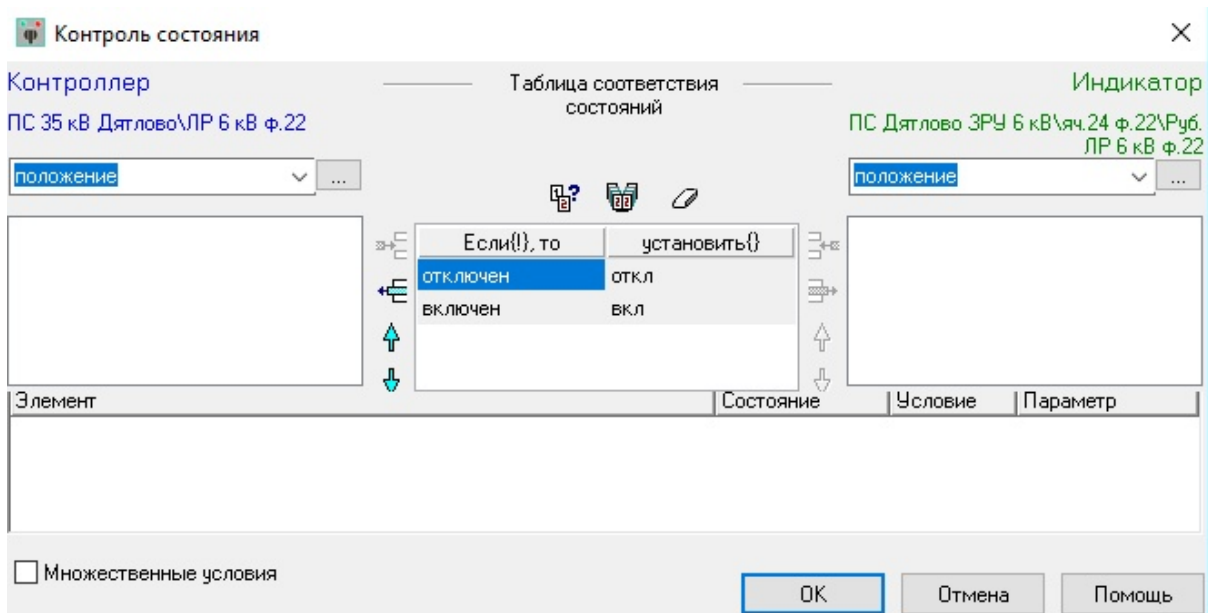 Контроль состояния
Контроллер
Таблица соответствия
состояний
Индикатор
ПС 35 кВ Дятлово\ЛР 6 кВ ф.22
ПС Дятлово ЗРУ 6 кВ\яч.24 ф.22\Руб.
ЛР 6 кВ ф.22
положение
...
положение
...
Если{!}, то
установить{}
отключен
откл
включен
вкл
Элемент
Состояние
Условие
Параметр
Множественные условия
OK
Отмена
Помощь